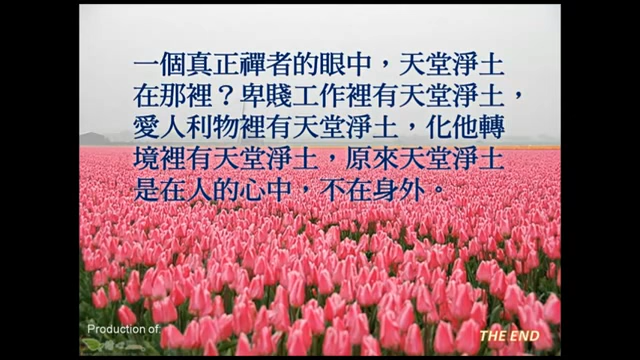 一個真正禪者的眼中，天堂淨土
在那裡？卑賤工作裡有天堂淨土，
愛人利物裡有天堂淨土，化他轉
境裡有天堂淨土，原來天堂淨土
是在人的心中，不在身外。
Production of:
THE END